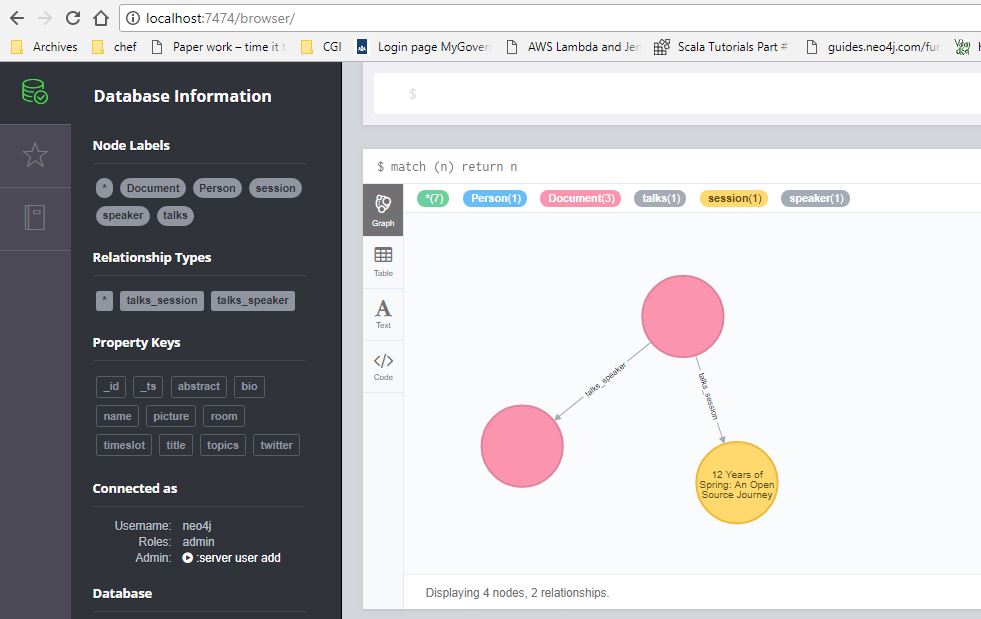 localhost:7474/browser/
Archives chef Paper work – time it t CGI Login page MyGover AWS Lambda and Jen Scala Tutorials Part # guides.neo4j.com/fun
Database Information
Node Labels
* Document Person session
speaker talks
Relationship Types
* talks_session talks_speaker
Property Keys
_id _ts abstract bio
name picture room
timeslot title topics twitter
Connected as
Username: neo4j
Roles: admin
Admin: :server user add
Database
$
$ match (n) return n
*(7) Person(1) Document(3) talks(1) session(1) speaker(1)
Graph
Table
A
Text
</>
Code
talks_speaker
talks_session
12 Years of
Spring: An Open
Source Journey
Displaying 4 nodes, 2 relationships.